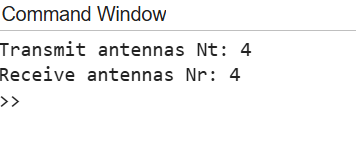 Command Window
Transmit antennas Nt: 4
Receive antennas Nr: 4
>>